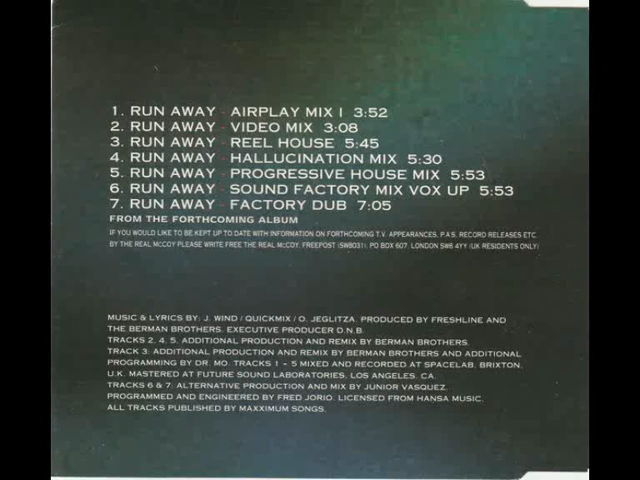 1. RUN AWAY - AIRPLAY MIX I 3:52
2. RUN AWAY - VIDEO MIX 3:08
3. RUN AWAY - REEL HOUSE 5:45
4. RUN AWAY - HALLUCINATION MIX 5:30
5. RUN AWAY - PROGRESSIVE HOUSE MIX 5:53
6. RUN AWAY - SOUND FACTORY MIX VOX UP 5:53
7. RUN AWAY - FACTORY DUB 7:05
FROM THE FORTHCOMING ALBUM
IF YOU WOULD LIKE TO BE KEPT UP TO DATE WITH INFORMATION ON FORTHCOMING T.V. APPEARANCES, P.A'S, RECORD RELEASES ETC.
BY THE REAL McCOY PLEASE WRITE FREE THE REAL McCOY, FREEPOST (SW8031), PO BOX 607, LONDON SW6 4YY (UK RESIDENTS ONLY)
MUSIC & LYRICS BY: J. WIND / QUICKMIX / O. JEGLITZA. PRODUCED BY FRESHLINE AND
THE BERMAN BROTHERS. EXECUTIVE PRODUCER D.N.B.
TRACKS 2, 4, 5, ADDITIONAL PRODUCTION AND REMIX BY BERMAN BROTHERS.
TRACK 3: ADDITIONAL PRODUCTION AND REMIX BY BERMAN BROTHERS AND ADDITIONAL
PROGRAMMING BY DR. MO. TRACKS 1 - 5 MIXED AND RECORDED AT SPACELAB, BRIXTON,
U.K. MASTERED AT FUTURE SOUND LABORATORIES, LOS ANGELES, CA.
TRACKS 6 & 7, ALTERNATIVE PRODUCTION AND MIX BY JUNIOR VASQUEZ.
PROGRAMMED AND ENGINEERED BY FRED JORIO. LICENSED FROM HANSA MUSIC.
ALL TRACKS PUBLISHED BY MAXXIMUM SONGS.